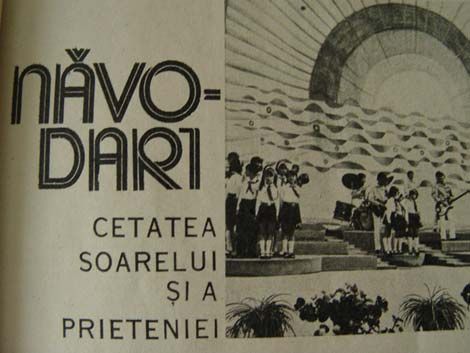 NĂVO=
DARI
CETATEA
SOARELUI
ȘI A
PRIETENIEI